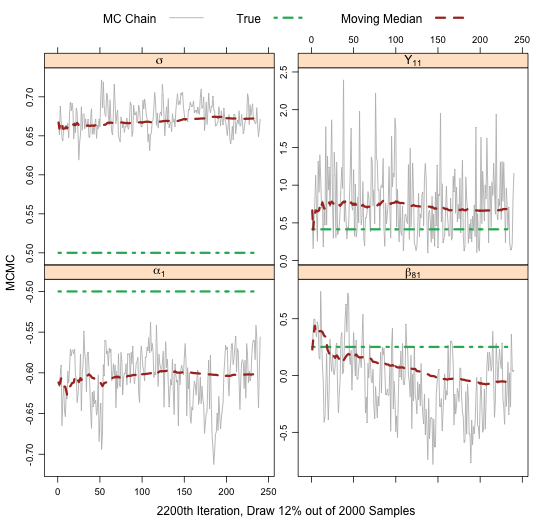 MC Chain True Moving Median
0 50 100 150 200 250
σ
ϒ11
0.70
0.65
0.60
0.55
0.50
2.5
2.0
1.5
1.0
0.5
0.0
MCMC
α1
β81
-0.50
-0.55
-0.60
-0.65
-0.70
0.5
0.0
-0.5
0 50 100 150 200 250
2200th Iteration, Draw 12% out of 2000 Samples